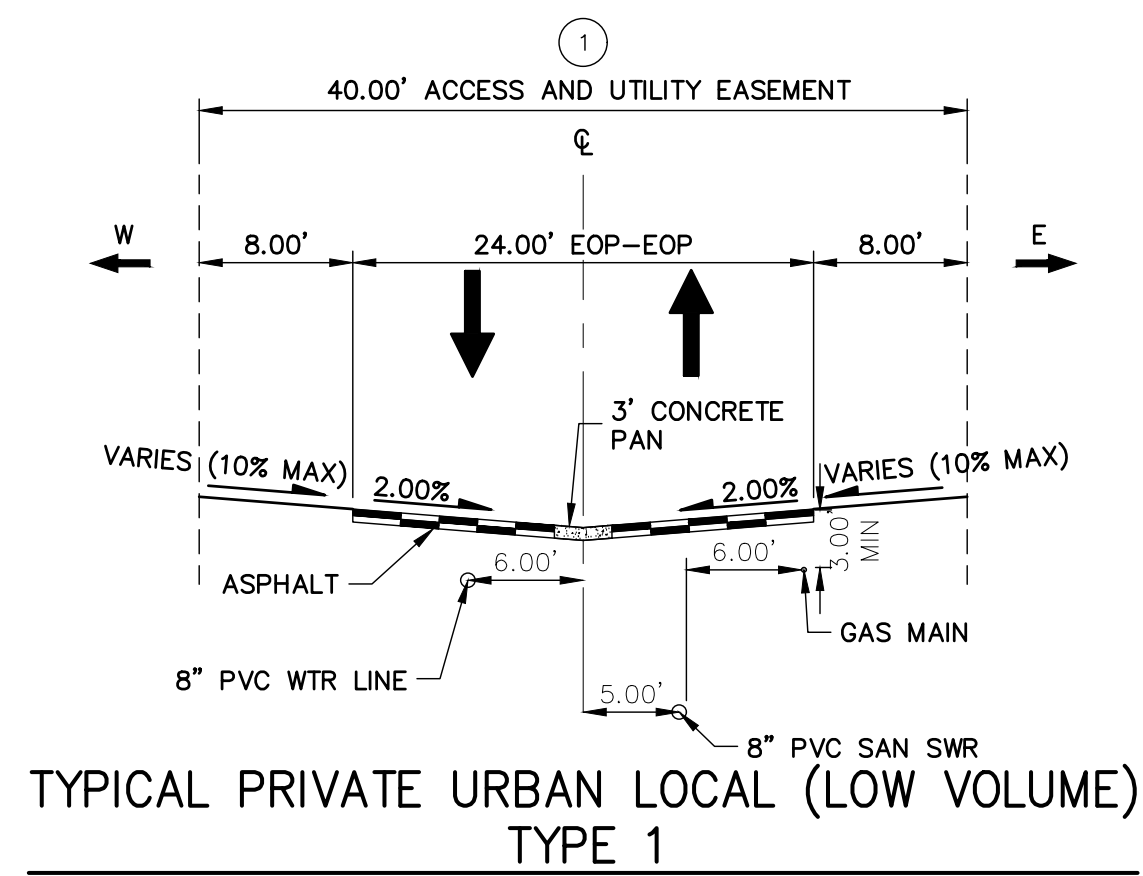 1
40.00' ACCESS AND UTILITY EASEMENT
℄
W
8.00'
24.00' EOP-EOP
8.00'
E
3' CONCRETE
PAN
VARIES (10% MAX)
2.00%
2.00%
VARIES (10% MAX)
6.00'
6.00'
3.00'
MIN
ASPHALT
GAS MAIN
8" PVC WTR LINE
5.00'
8" PVC SAN SWR
TYPICAL PRIVATE URBAN LOCAL (LOW VOLUME)
TYPE 1